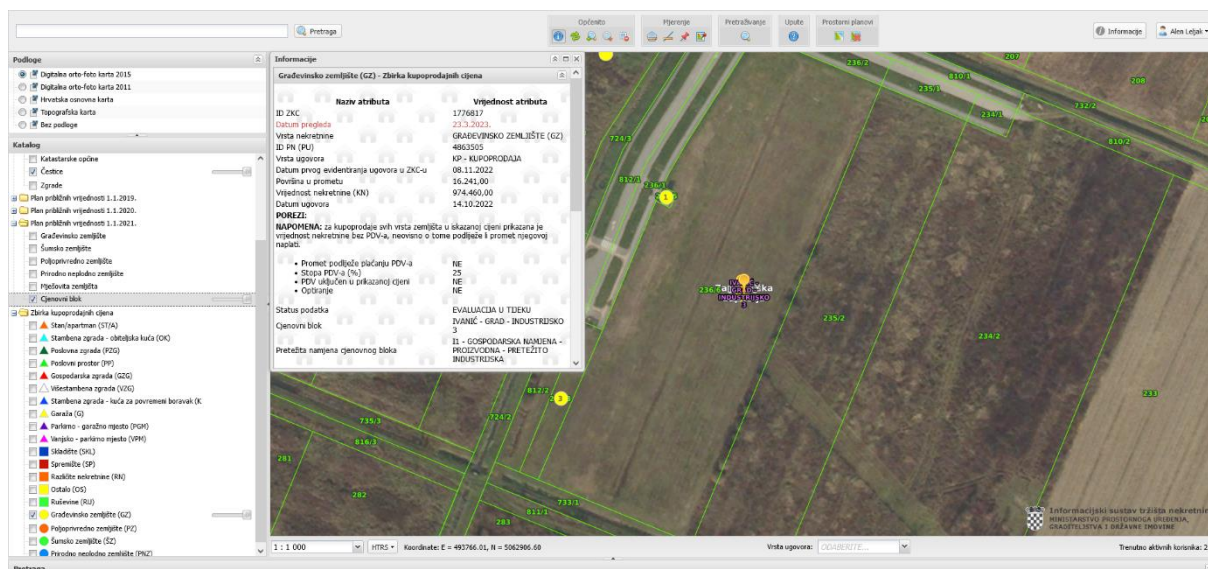 Pretraga
Općenito
Mjerenje
Pretraživanje
Upute
Prostorni planovi
Informacije
Alen Leljak
Podloge
Digitalna orto-foto karta 2015
Digitalna orto-foto karta 2011
Hrvatska osnovna karta
Topografska karta
Bez podloge
Katalog
Katastarske općine
Čestice
Zgrade
Plan približnih vrijednosti 1.1.2019.
Plan približnih vrijednosti 1.1.2020.
Plan približnih vrijednosti 1.1.2021.
Građevinsko zemljište
Šumsko zemljište
Poljoprivredno zemljište
Prirodno neplodno zemljište
Mješovita zemljišta
Cjenovni blok
Zbirka kupoprodajnih cijena
Stan/apartman (ST/A)
Stambena zgrada - obiteljska kuća (OK)
Poslovna zgrada (PZG)
Poslovni prostor (PP)
Gospodarska zgrada (GZG)
Višestambena zgrada (VZG)
Stambena zgrada - kuća za povremeni boravak (K
Garaža (G)
Parkirno - garažno mjesto (PGM)
Vanjsko - parkirno mjesto (VPM)
Skladište (SKL)
Spremište (SP)
Različite nekretnine (RN)
Ostalo (OS)
Ruševine (RU)
Građevinsko zemljište (GZ)
Poljoprivredno zemljište (PZ)
Šumsko zemljište (ŠZ)
Prirodno neplodno zemljište (PNZ)
Informacije
Građevinsko zemljište (GZ) - Zbirka kupoprodajnih cijena
Naziv atributa Vrijednost atributa
ID ZKC 1776817
Datum pregleda 23.3.2023.
Vrsta nekretnine GRAĐEVINSKO ZEMLJIŠTE (GZ)
ID PN (PU) 4863505
Vrsta ugovora KP - KUPOPRODAJA
Datum prvog evidentiranja ugovora u ZKC-u 08.11.2022
Površina u prometu 16.241,00
Vrijednost nekretnine (KN) 974.460,00
Datum ugovora 14.10.2022
POREZI:
NAPOMENA: za kupoprodaje svih vrsta zemljišta u iskazanoj cijeni prikazana je
vrijednost nekretnine bez PDV-a, neovisno o tome podliježe li promet njegovoj
naplati.
• Promet podliježe plaćanju PDV-a NE
• Stopa PDV-a (%) 25
• PDV uključen u prikazanoj cijeni NE
• Optiranje NE
Status podatka EVALUACIJA U TIJEKU
Cjenovni blok IVANIĆ - GRAD - INDUSTRIJSKO
3
Pretežita namjena cjenovnog bloka I1 - GOSPODARSKA NAMJENA -
PROIZVODNA - PRETEŽITO
INDUSTRIJSKA
236/2
235/1
234/1
810/1
207
208
732/2
810/2
724/3
812/1
236/1
1
236/6
INDUSTRIJSKO
3
235/2
234/2
233
812/2
3
724/2
735/3
816/3
281
282
283
811/1
733/1
Informacijski sustav tržišta nekretnina
MINISTARSTVO PROSTORNOGA UREĐENJA,
GRADITELJSTVA I DRŽAVNE IMOVINE
1 : 1 000
HTRS
Koordinate: E = 493766.01, N = 5062906.60
Vrsta ugovora: ODABERITE...
Trenutno aktivnih korisnika: 2
Pretraga